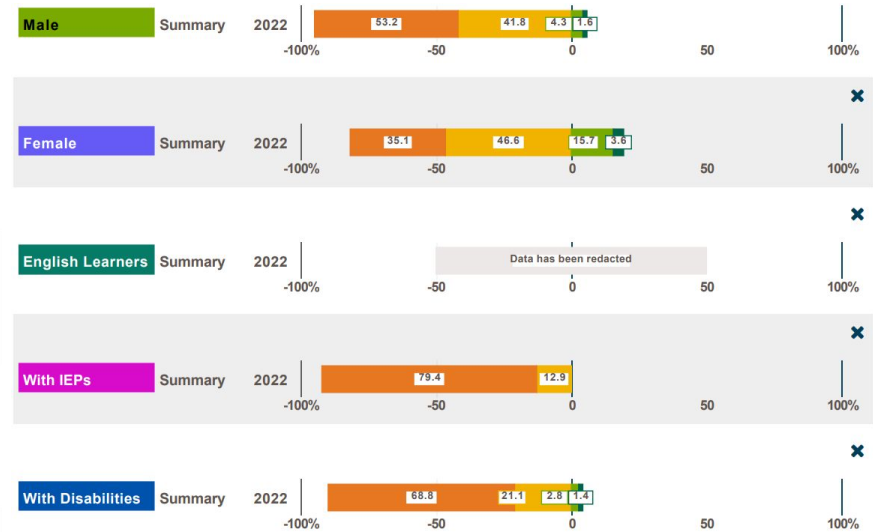 Male Summary 2022 53.2 41.8 4.3 1.6
-100% -50 0 50 100%
Female Summary 2022 35.1 46.6 15.7 3.6
-100% -50 0 50 100%
English Learners Summary 2022 Data has been redacted
-100% -50 0 50 100%
With IEPs Summary 2022 79.4 12.9
-100% -50 0 50 100%
With Disabilities Summary 2022 68.8 21.1 2.8 1.4
-100% -50 0 50 100%